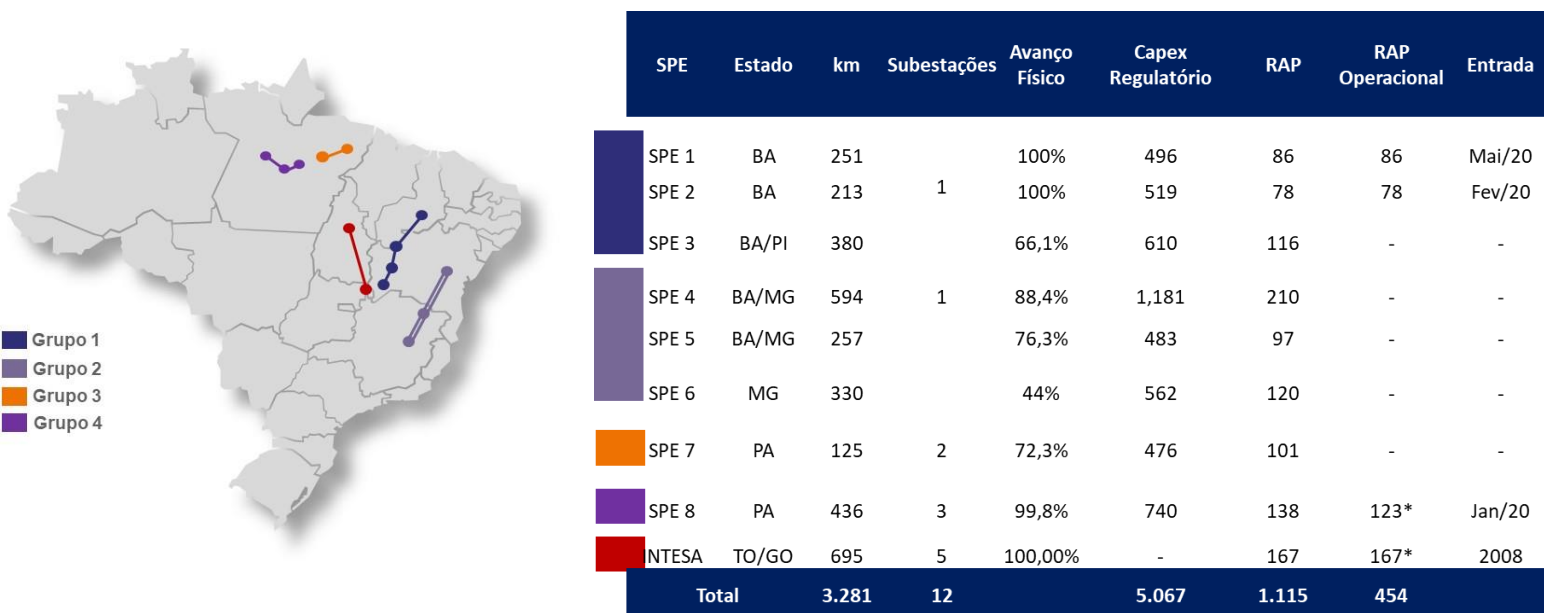 SPE Estado km Subestações Avanço Físico Capex Regulatório RAP RAP Operacional Entrada
SPE 1 BA 251 100% 496 86 86 Mai/20
1
SPE 2 BA 213 100% 519 78 78 Fev/20
SPE 3 BA/PI 380 66,1% 610 116 - -
SPE 4 BA/MG 594 1 88,4% 1,181 210 - -
SPE 5 BA/MG 257 76,3% 483 97 - -
SPE 6 MG 330 44% 562 120 - -
SPE 7 PA 125 2 72,3% 476 101 - -
SPE 8 PA 436 3 99,8% 740 138 123* Jan/20
INTESA TO/GO 695 5 100,00% - 167 167* 2008
Total 3.281 12 5.067 1.115 454
Grupo 1
Grupo 2
Grupo 3
Grupo 4